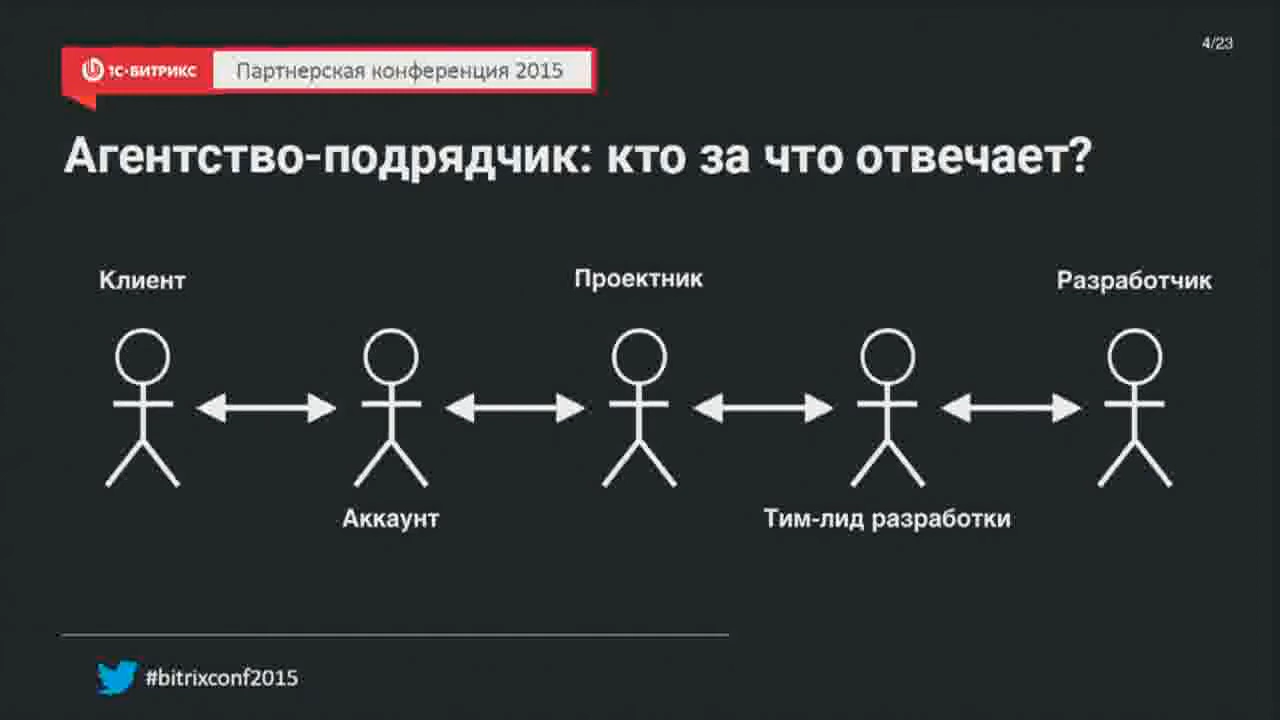 4/23
1С-БИТРИКС
Партнерская конференция 2015
Агентство-подрядчик: кто за что отвечает?
Клиент
Проектник
Разработчик
Аккаунт
Тим-лид разработки
#bitrixconf2015